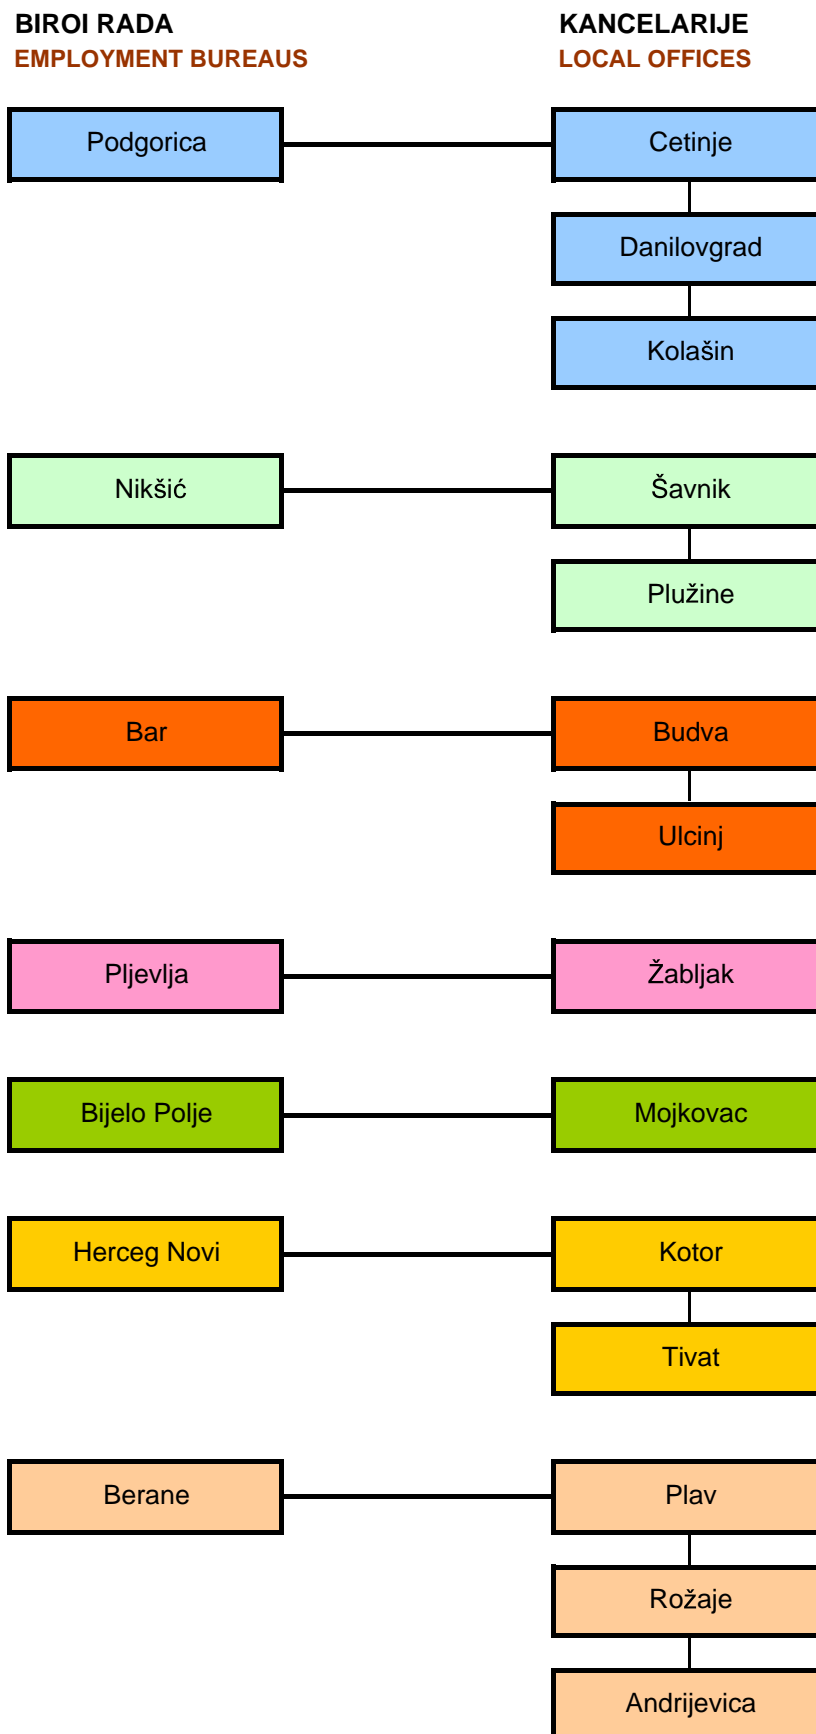 BIROI RADA
EMPLOYMENT BUREAUS
KANCELARIJE
LOCAL OFFICES
Podgorica
Cetinje
Danilovgrad
Kolašin
Nikšić
Šavnik
Plužine
Bar
Budva
Ulcinj
Pljevlja
Žabljak
Bijelo Polje
Mojkovac
Herceg Novi
Kotor
Tivat
Berane
Plav
Rožaje
Andrijevica